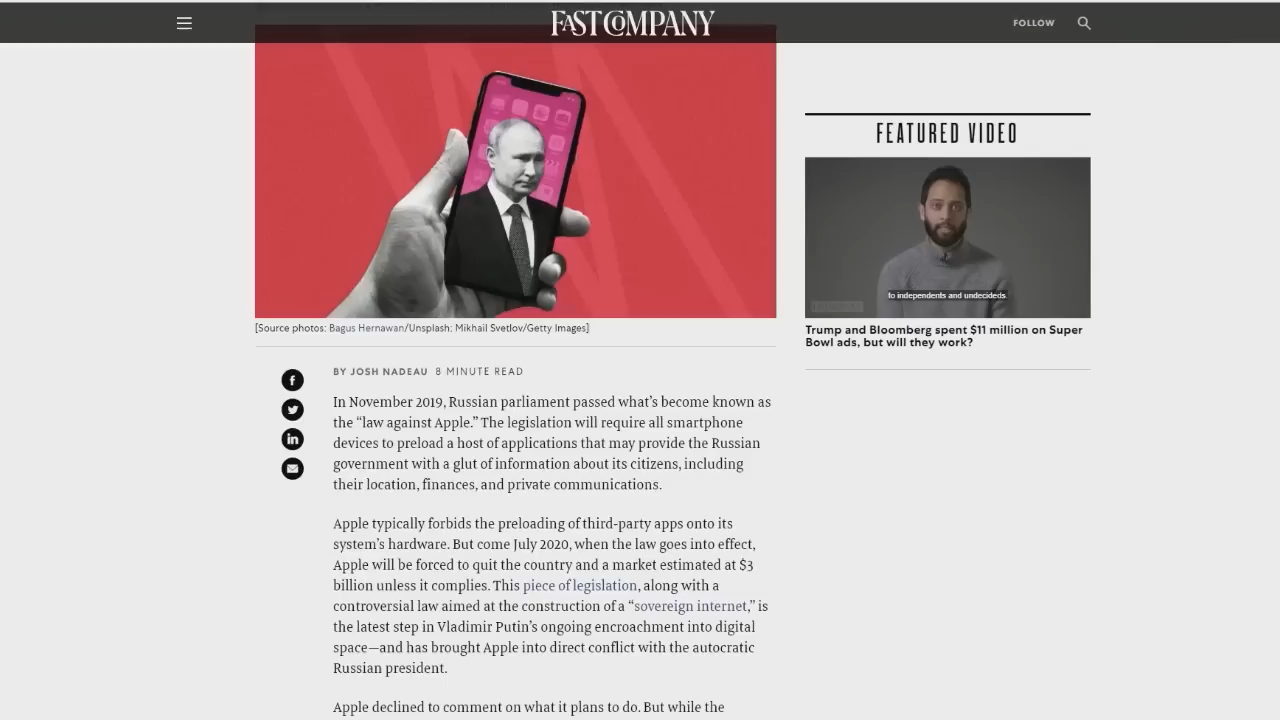 FAST COMPANY
FOLLOW
[Source photos: Bagus Hernawan/Unsplash; Mikhail Svetlov/Getty Images]
BY JOSH NADEAU 8 MINUTE READ
In November 2019, Russian parliament passed what’s become known as
the “law against Apple.” The legislation will require all smartphone
devices to preload a host of applications that may provide the Russian
government with a glut of information about its citizens, including
their location, finances, and private communications.
Apple typically forbids the preloading of third-party apps onto its
system’s hardware. But come July 2020, when the law goes into effect,
Apple will be forced to quit the country and a market estimated at $3
billion unless it complies. This piece of legislation, along with a
controversial law aimed at the construction of a “sovereign internet,” is
the latest step in Vladimir Putin’s ongoing encroachment into digital
space—and has brought Apple into direct conflict with the autocratic
Russian president.
Apple declined to comment on what it plans to do. But while the
FEATURED VIDEO
to independents and undecideds
Trump and Bloomberg spent $11 million on Super
Bowl ads, but will they work?